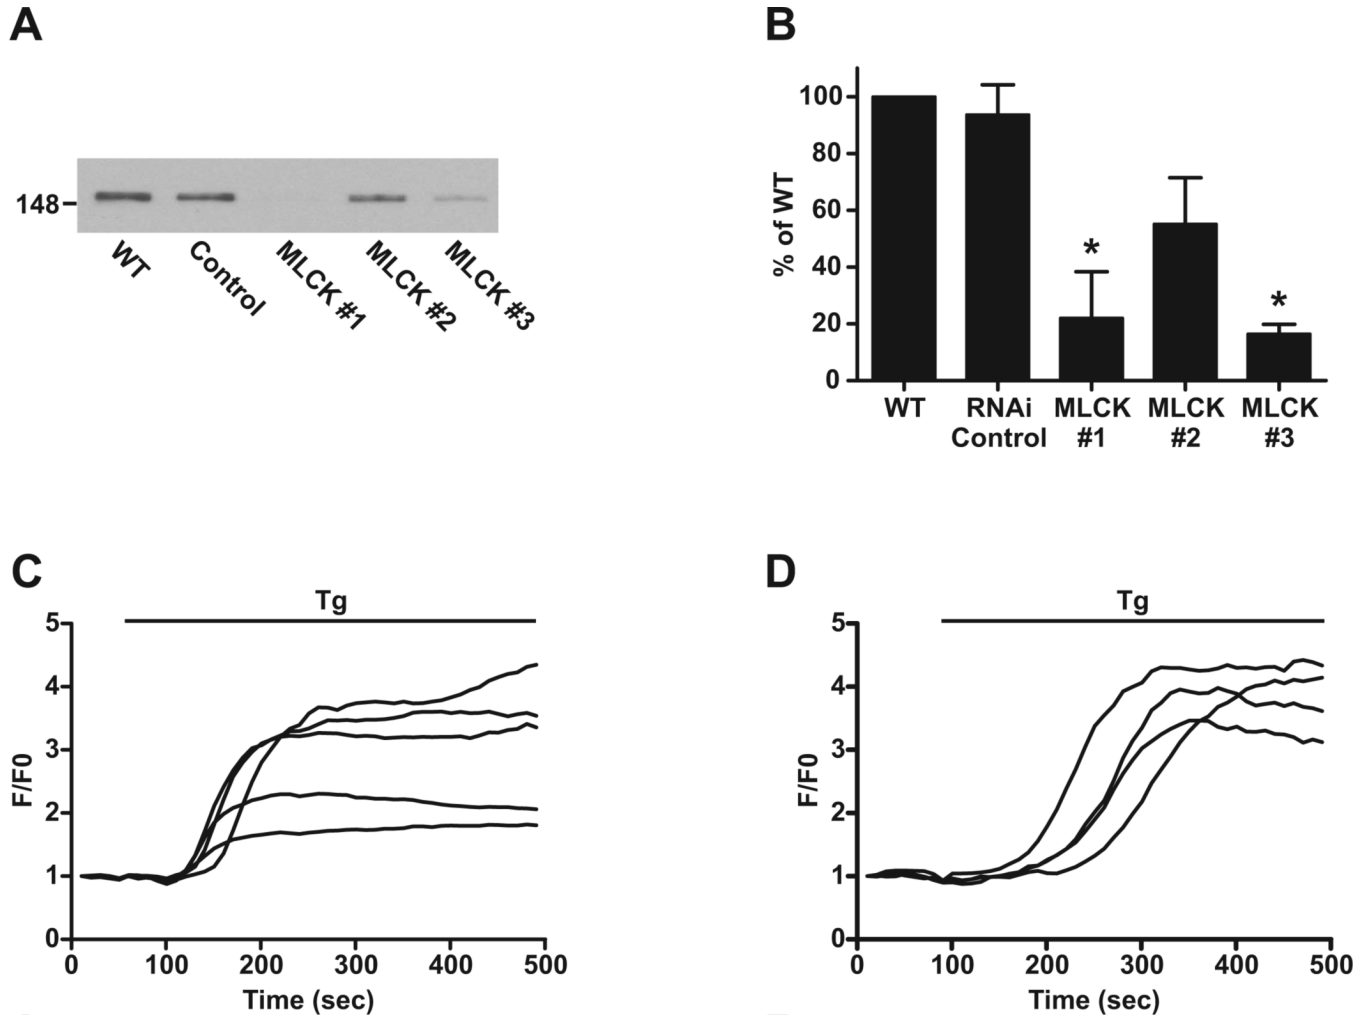 A
148
WT
Control
MLCK #1
MLCK #2
MLCK #3
B
% of WT
100
80
60
40
20
0
*
*
WT
RNAi
Control
MLCK
#1
MLCK
#2
MLCK
#3
C
Tg
F/F0
5
4
3
2
1
0
0 100 200 300 400 500
Time (sec)
D
Tg
F/F0
5
4
3
2
1
0
0 100 200 300 400 500
Time (sec)